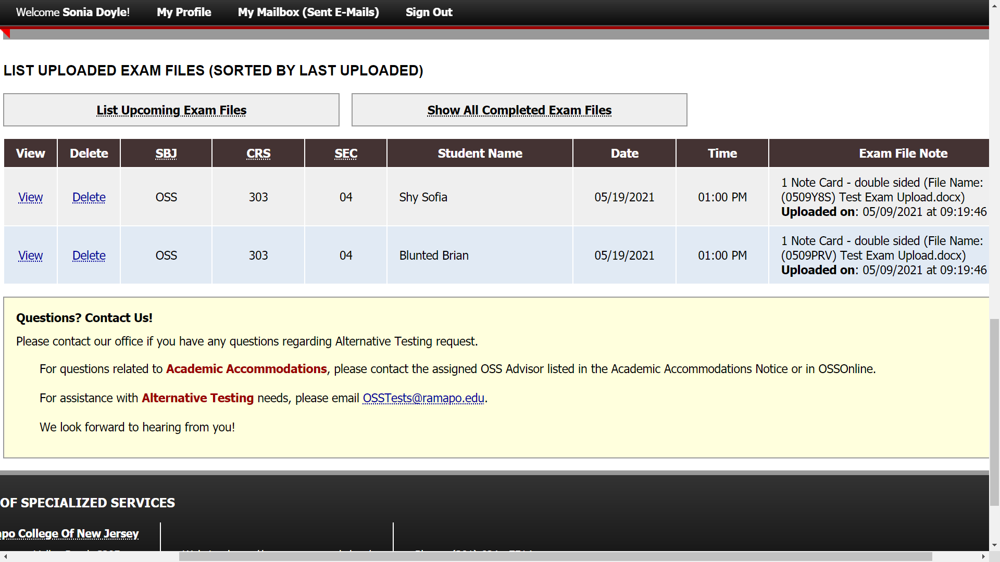 Welcome Sonia Doyle! My Profile My Mailbox (Sent E-Mails) Sign Out
LIST UPLOADED EXAM FILES (SORTED BY LAST UPLOADED)
List Upcoming Exam Files Show All Completed Exam Files
View Delete SBJ CRS SEC Student Name Date Time Exam File Note
View Delete OSS 303 04 Shy Sofia 05/19/2021 01:00 PM 1 Note Card - double sided (File Name:
(0509Y8S) Test Exam Upload.docx)
Uploaded on: 05/09/2021 at 09:19:46
View Delete OSS 303 04 Blunted Brian 05/19/2021 01:00 PM 1 Note Card - double sided (File Name:
(0509PRV) Test Exam Upload.docx)
Uploaded on: 05/09/2021 at 09:19:46
Questions? Contact Us!
Please contact our office if you have any questions regarding Alternative Testing request.
For questions related to Academic Accommodations, please contact the assigned OSS Advisor listed in the Academic Accommodations Notice or in OSSOnline.
For assistance with Alternative Testing needs, please email OSSTests@ramapo.edu.
We look forward to hearing from you!
OF SPECIALIZED SERVICES
apo College Of New Jersey